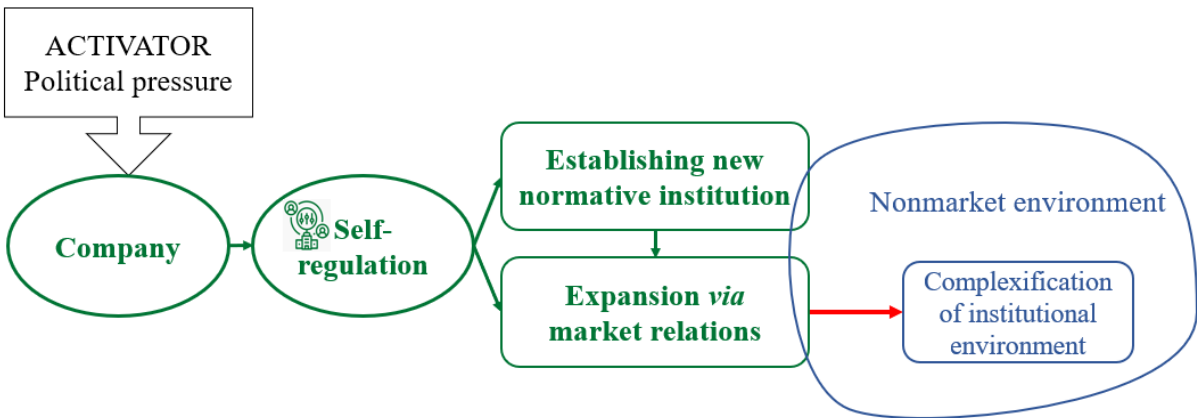 ACTIVATOR
Political pressure
Company
Self-
regulation
Establishing new
normative institution
Expansion via
market relations
Nonmarket environment
Complexification
of institutional
environment